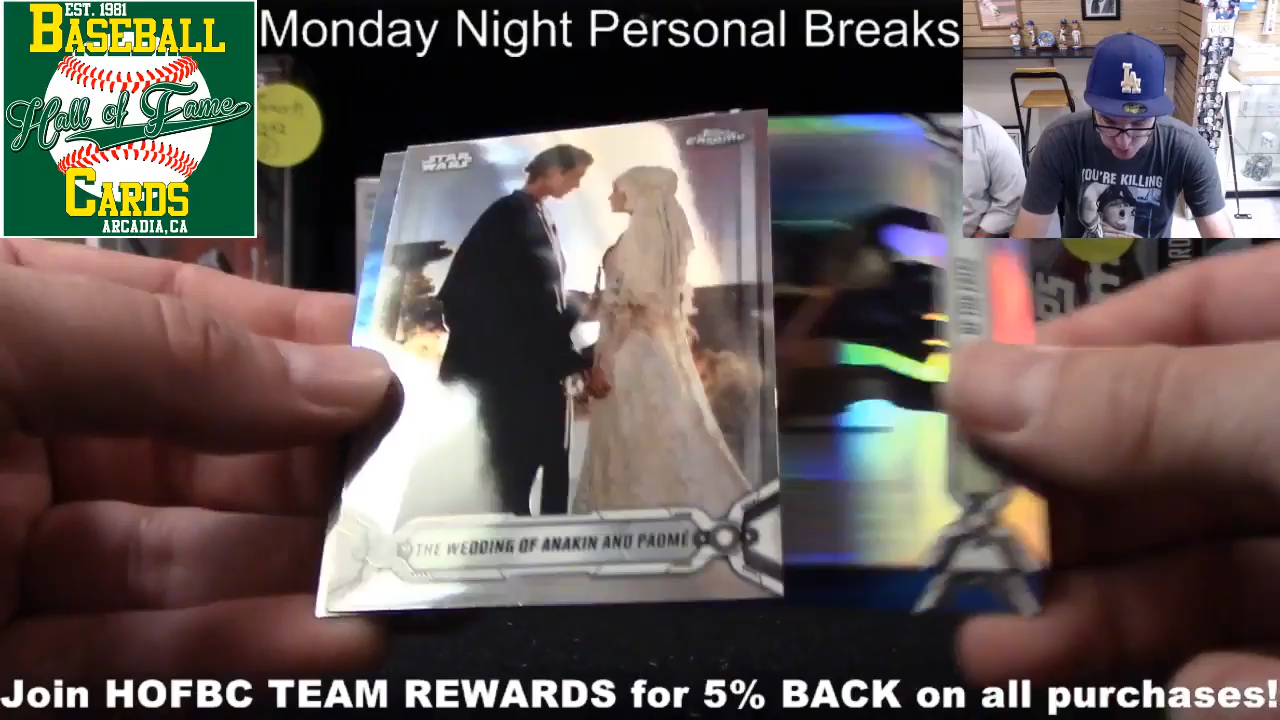 EST. 1981
BASEBALL
Hall of Fame
CARDS
ARCADIA, CA
Monday Night Personal Breaks
LA
YOU'RE KILLING
STAR
WARS
CHROME
THE WEDDING OF ANAKIN AND PADMÉ
Join HOFBC TEAM REWARDS for 5% BACK on all purchases!